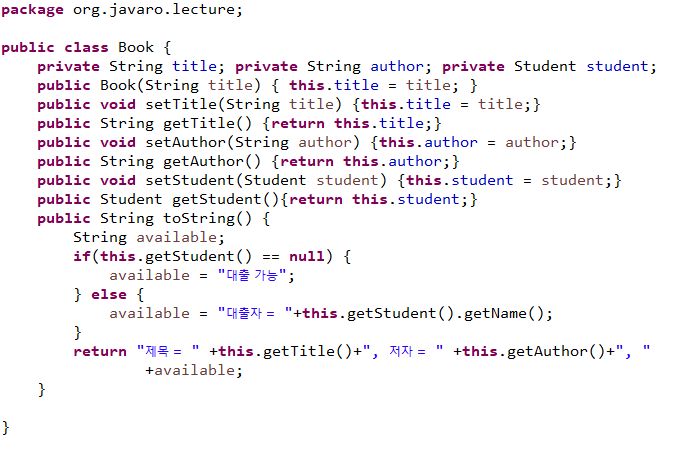 package org.javaro.lecture;

public class Book {
    private String title; private String author; private Student student;
    public Book(String title) { this.title = title; }
    public void setTitle(String title) {this.title = title;}
    public String getTitle() {return this.title;}
    public void setAuthor(String author) {this.author = author;}
    public String getAuthor() {return this.author;}
    public void setStudent(Student student) {this.student = student;}
    public Student getStudent(){return this.student;}
    public String toString() {
        String available;
        if(this.getStudent() == null) {
            available = "대출 가능";
        } else {
            available = "대출자 = "+this.getStudent().getName();
        }
        return "제목 = " +this.getTitle()+", 저자 = " +this.getAuthor()+", "
                +available;
    }

}